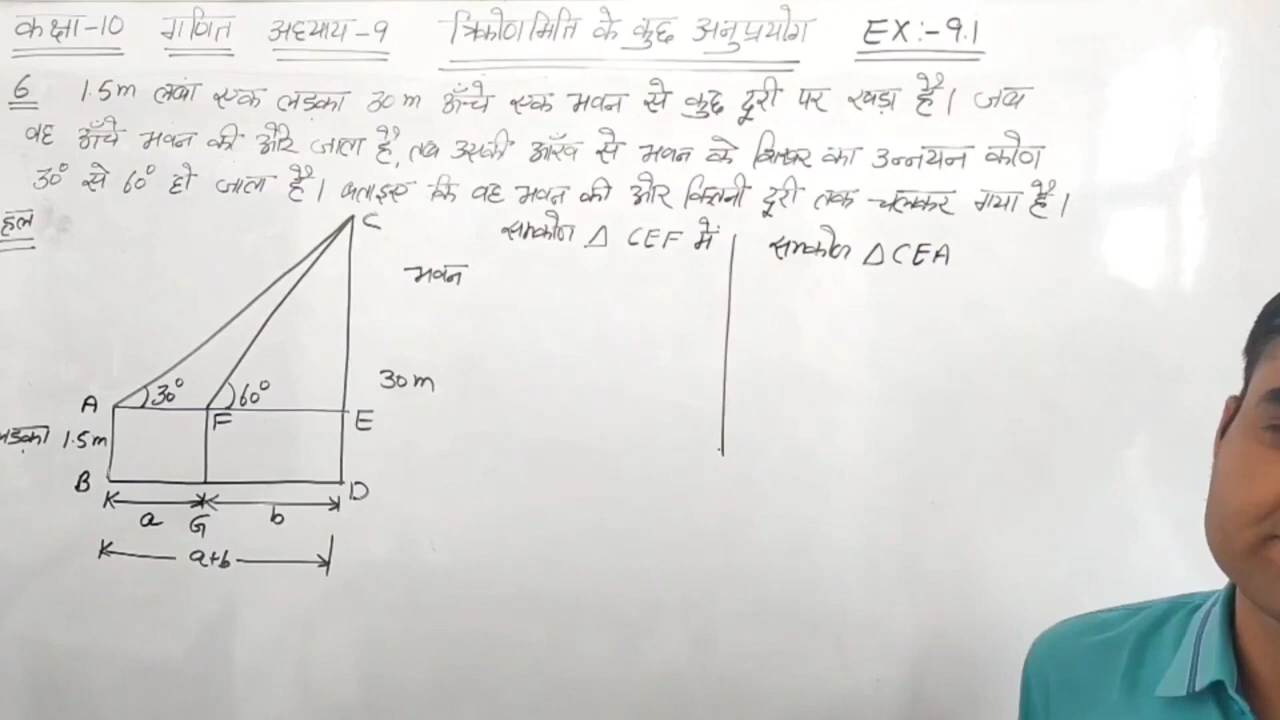 कक्षा-10 गणित अध्याय-9 त्रिकोणमिति के कुछ अनुप्रयोग EX:-9.1
6 1.5m लंबा एक लड़का 30m ऊँचे एक भवन से कुछ दूरी पर खड़ा है। जब
वह ऊँचे भवन की ओर जाता है, तब उसकी आँख से भवन के शिखर का उन्नयन कोण
30° से 60° हो जाता है। बताइए कि वह भवन की ओर कितनी दूरी तक चलकर गया है।
हल
समकोण △ CEF में
समकोण △CEA
C
भवन
30m
A 30° 60°
F E
लड़का 1.5m
B D
a G b
a+b